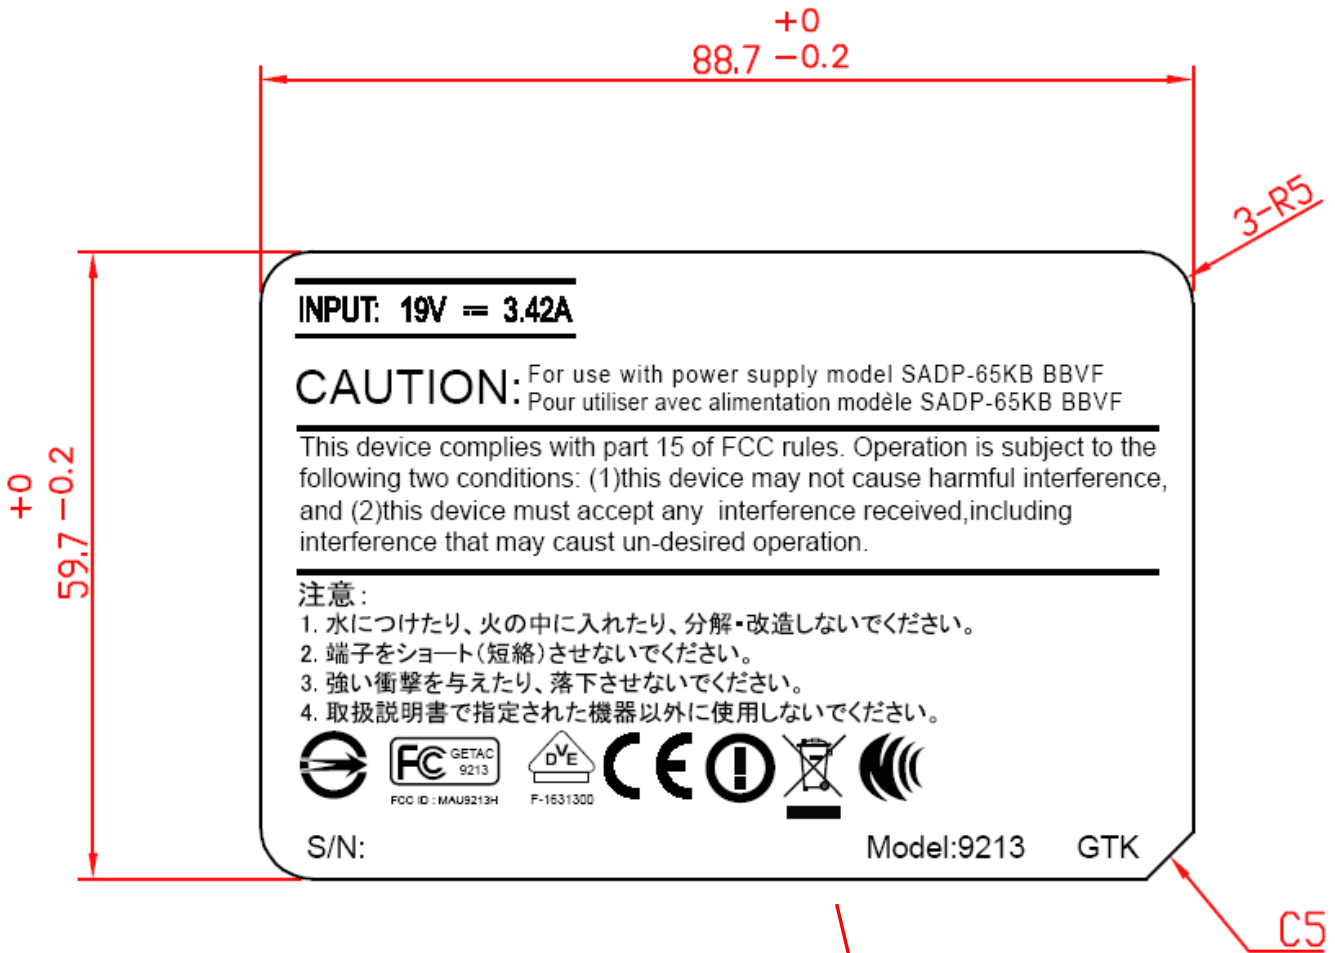 +0
88.7 -0.2
3-R5
+0
59.7 -0.2
INPUT: 19V ⎓ 3.42A
CAUTION: For use with power supply model SADP-65KB BBVF
Pour utiliser avec alimentation modèle SADP-65KB BBVF
This device complies with part 15 of FCC rules. Operation is subject to the
following two conditions: (1)this device may not cause harmful interference,
and (2)this device must accept any interference received,including
interference that may caust un-desired operation.
注意:
1. 水につけたり、火の中に入れたり、分解・改造しないでください。
2. 端子をショート(短絡)させないでください。
3. 強い衝撃を与えたり、落下させないでください。
4. 取扱説明書で指定された機器以外に使用しないでください。
FC GETAC
9213
FCC ID : MAU9213H
DVE
F-1631300
CE
S/N:
Model:9213 GTK
C5